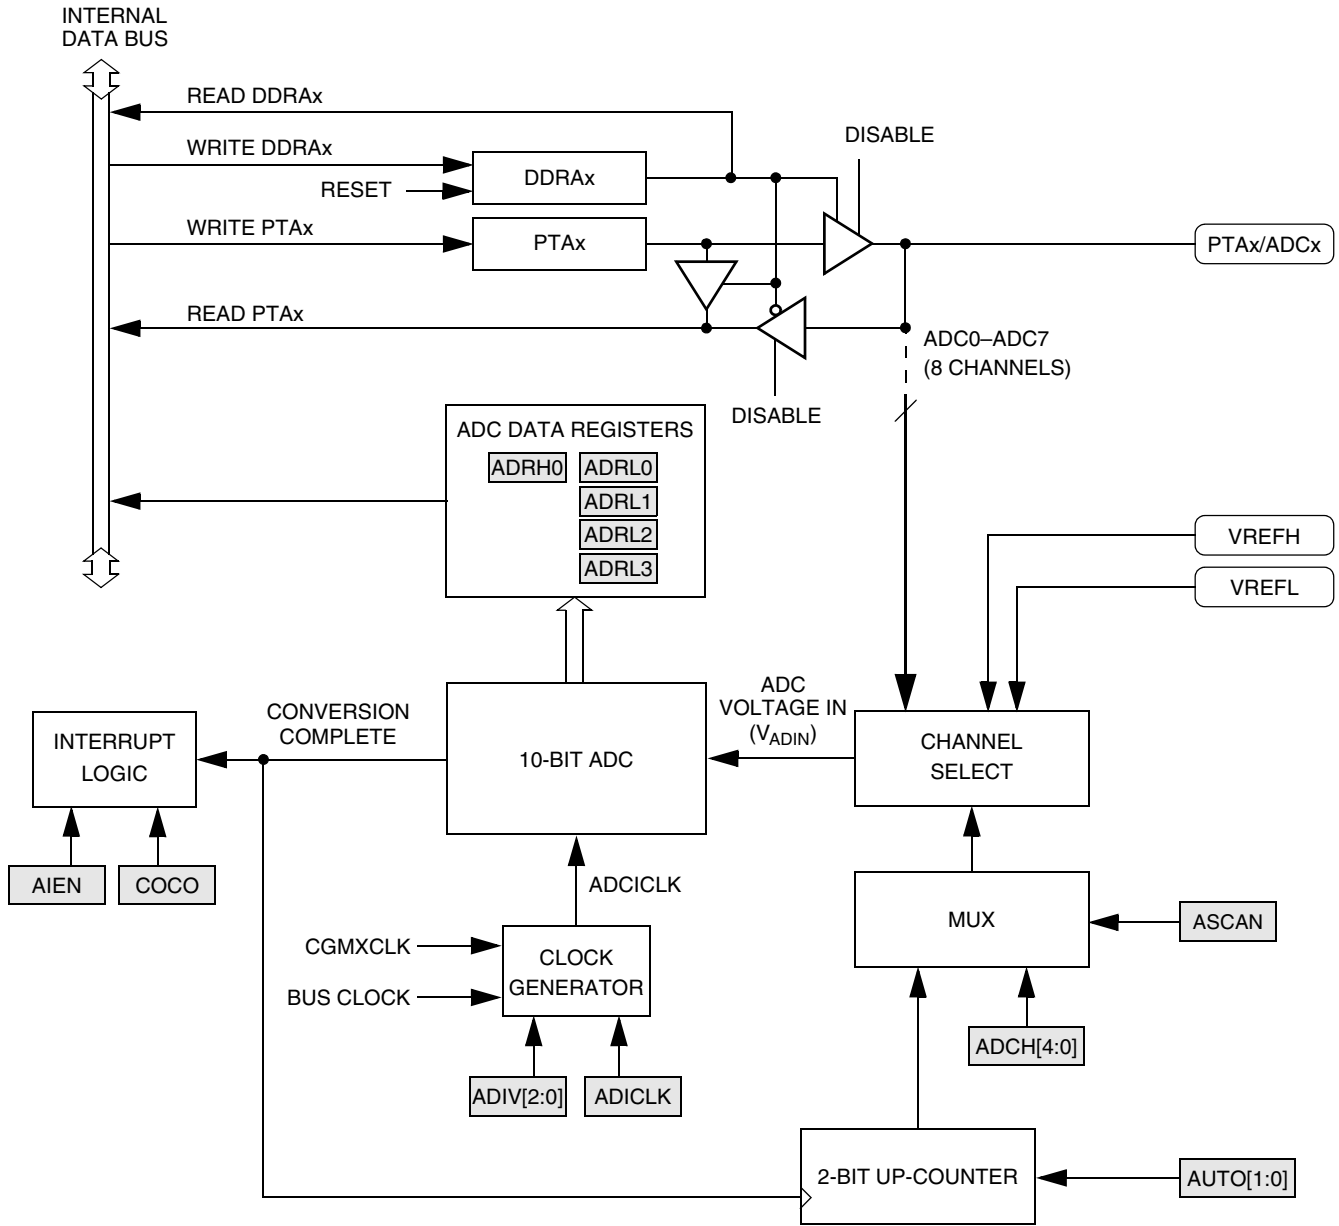 INTERNAL
DATA BUS
READ DDRAx
WRITE DDRAx
RESET
DDRAx
DISABLE
WRITE PTAx
PTAx
PTAx/ADCx
READ PTAx
ADC0–ADC7
(8 CHANNELS)
DISABLE
ADC DATA REGISTERS
ADRH0
ADRL0
ADRL1
ADRL2
ADRL3
VREFH
VREFL
ADC
VOLTAGE IN
(VADIN)
CONVERSION
COMPLETE
INTERRUPT
LOGIC
10-BIT ADC
CHANNEL
SELECT
AIEN
COCO
ADCICLK
MUX
ASCAN
CGMXCLK
BUS CLOCK
CLOCK
GENERATOR
ADCH[4:0]
ADIV[2:0]
ADICLK
2-BIT UP-COUNTER
AUTO[1:0]